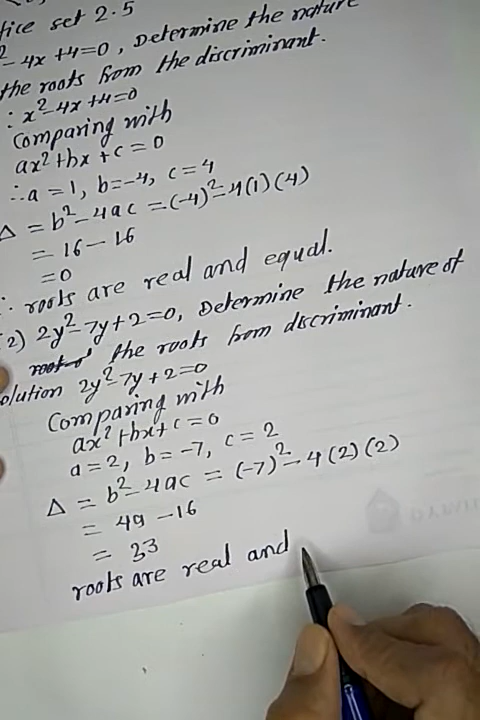 fice set 2.5
²-4x+4=0, Determine the nature
the roots from the discriminant.
: x²-4x+4=0
Comparing with
ax²+bx+c=0
∴a=1, b=-4, c=4
Δ = b²-4ac = (-4)²-4(1)(4)
= 16-16
=0
∴ roots are real and equal.
2) 2y²-7y+2=0, Determine the nature of
the roots from discriminant.
olution 2y²-7y+2=0
Comparing with
ax²+bx+c=0
a=2, b=-7, c=2
Δ = b²-4ac = (-7)²-4(2)(2)
= 49-16
= 33
roots are real and